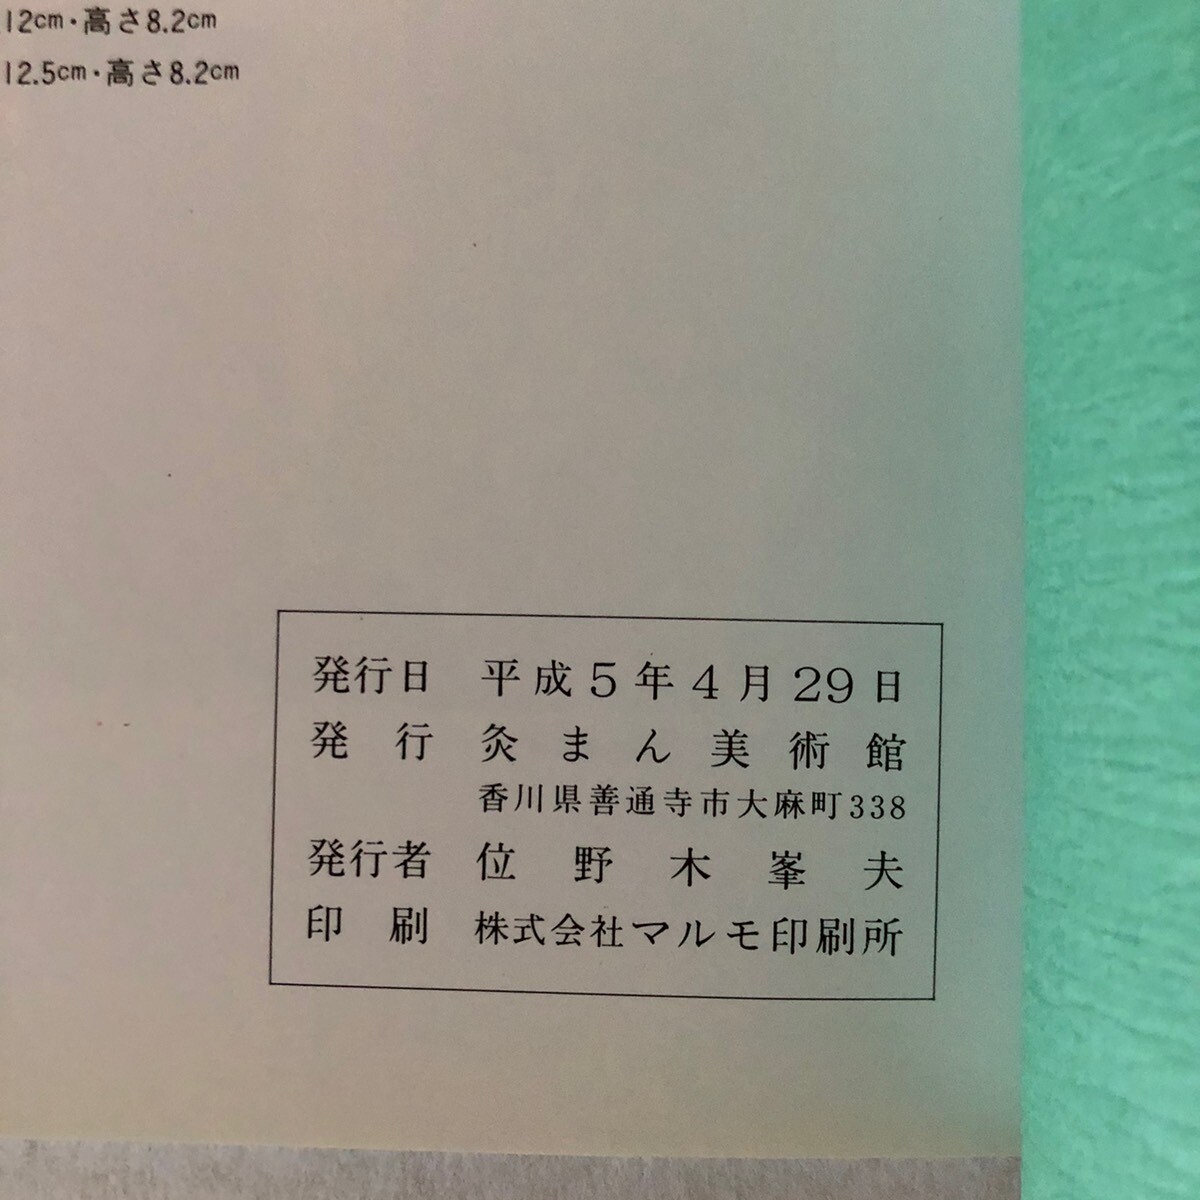 12cm・高さ8.2cm
12.5cm・高さ8.2cm
発行日 平成5年4月29日
発行 灸まん美術館
香川県善通寺市大麻町338
発行者 位野木峯夫
印刷 株式会社マルモ印刷所